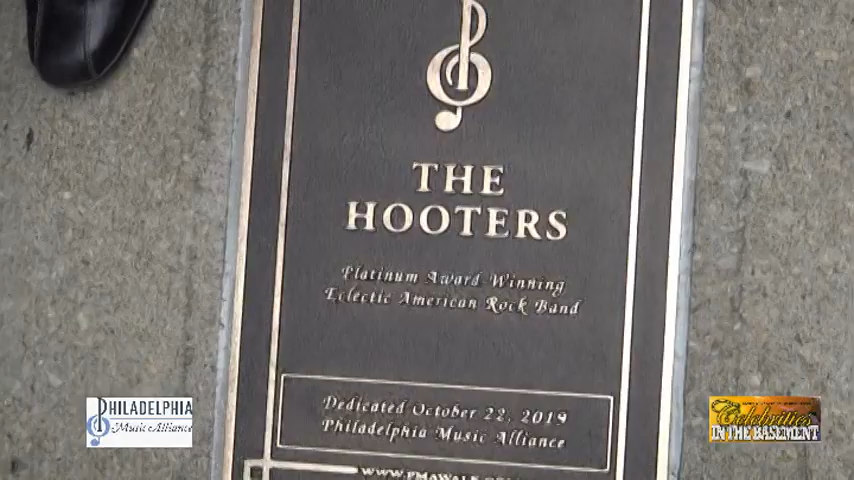 THE
HOOTERS
Platinum Award Winning
Eclectic American Rock Band
Dedicated October 22, 2019
Philadelphia Music Alliance
PHILADELPHIA
Music Alliance
Celebrities
IN THE BASEMENT